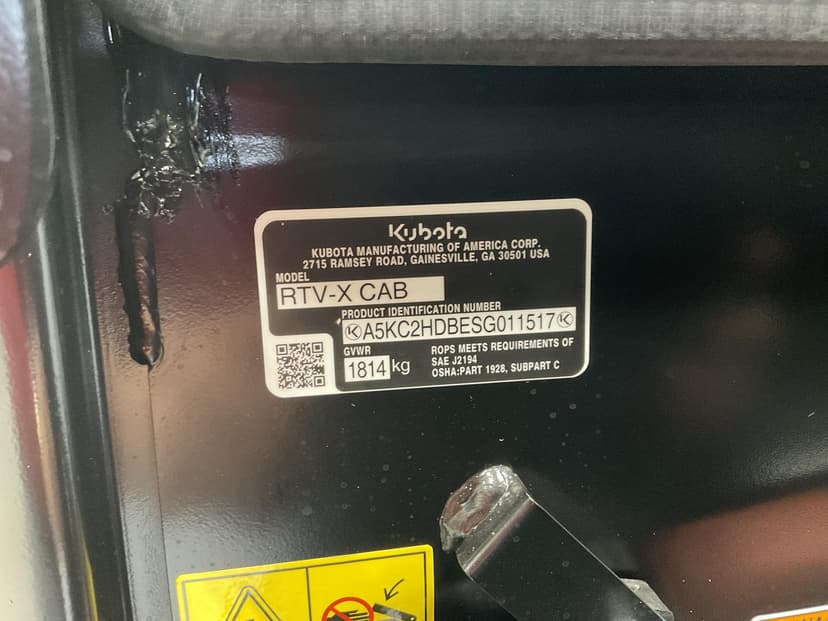 Kubota
KUBOTA MANUFACTURING OF AMERICA CORP.
2715 RAMSEY ROAD, GAINESVILLE, GA 30501 USA
MODEL
RTV-X CAB
PRODUCT IDENTIFICATION NUMBER
A5KC2HDBESG011517
GVWR
1814 kg
ROPS MEETS REQUIREMENTS OF
SAE J2194
OSHA:PART 1928, SUBPART C